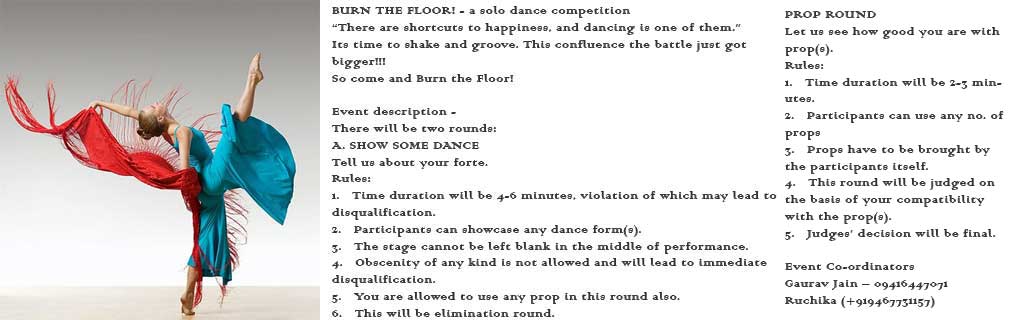 BURN THE FLOOR! - a solo dance competition
“There are shortcuts to happiness, and dancing is one of them.”
Its time to shake and groove. This confluence the battle just got
bigger!!!
So come and Burn the Floor!
Event description -
There will be two rounds:
A. SHOW SOME DANCE
Tell us about your forte.
Rules:
1. Time duration will be 4-6 minutes, violation of which may lead to
disqualification.
2. Participants can showcase any dance form(s).
3. The stage cannot be left blank in the middle of performance.
4. Obscenity of any kind is not allowed and will lead to immediate
disqualification.
5. You are allowed to use any prop in this round also.
6. This will be elimination round.
PROP ROUND
Let us see how good you are with
prop(s).
Rules:
1. Time duration will be 2-3 min-
utes.
2. Participants can use any no. of
props
3. Props have to be brought by
the participants itself.
4. This round will be judged on
the basis of your compatibility
with the prop(s).
5. Judges’ decision will be final.
Event Co-ordinators
Gaurav Jain – 09416447071
Ruchika (+919467731157)